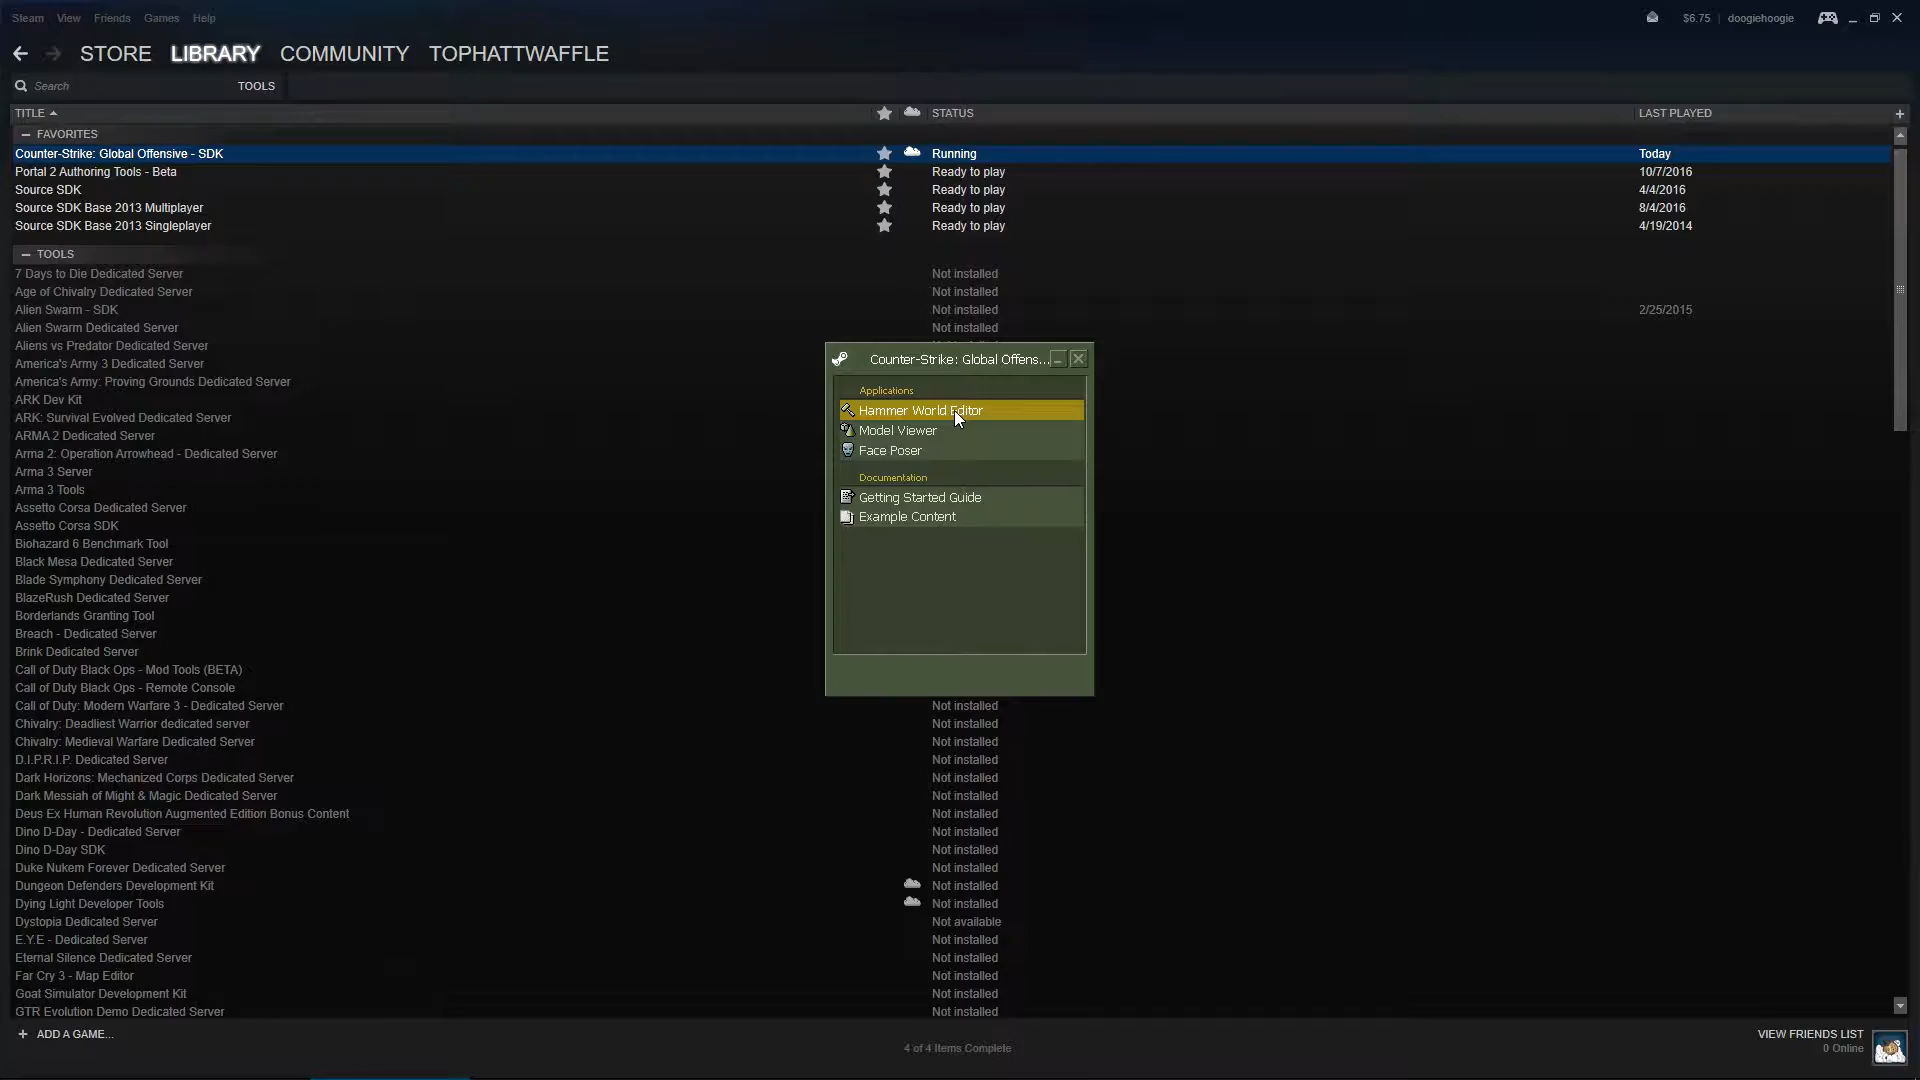 Steam View Friends Games Help $6.75 | doogiehoogie
STORE LIBRARY COMMUNITY TOPHATTWAFFLE
Search TOOLS
TITLE STATUS LAST PLAYED +
— FAVORITES
Counter-Strike: Global Offensive - SDK Running Today
Portal 2 Authoring Tools - Beta Ready to play 10/7/2016
Source SDK Ready to play 4/4/2016
Source SDK Base 2013 Multiplayer Ready to play 8/4/2016
Source SDK Base 2013 Singleplayer Ready to play 4/19/2014
— TOOLS
7 Days to Die Dedicated Server Not installed
Age of Chivalry Dedicated Server Not installed
Alien Swarm - SDK Not installed 2/25/2015
Alien Swarm Dedicated Server Not installed
Aliens vs Predator Dedicated Server
America's Army 3 Dedicated Server
America's Army: Proving Grounds Dedicated Server
ARK Dev Kit
ARK: Survival Evolved Dedicated Server
ARMA 2 Dedicated Server
Arma 2: Operation Arrowhead - Dedicated Server
Arma 3 Server
Arma 3 Tools
Assetto Corsa Dedicated Server
Assetto Corsa SDK
Biohazard 6 Benchmark Tool
Black Mesa Dedicated Server
Blade Symphony Dedicated Server
BlazeRush Dedicated Server
Borderlands Granting Tool
Breach - Dedicated Server
Brink Dedicated Server
Call of Duty Black Ops - Mod Tools (BETA)
Call of Duty Black Ops - Remote Console
Counter-Strike: Global Offens...
Applications
Hammer World Editor
Model Viewer
Face Poser
Documentation
Getting Started Guide
Example Content
Call of Duty: Modern Warfare 3 - Dedicated Server Not installed
Chivalry: Deadliest Warrior dedicated server Not installed
Chivalry: Medieval Warfare Dedicated Server Not installed
D.I.P.R.I.P. Dedicated Server Not installed
Dark Horizons: Mechanized Corps Dedicated Server Not installed
Dark Messiah of Might & Magic Dedicated Server Not installed
Deus Ex Human Revolution Augmented Edition Bonus Content Not installed
Dino D-Day - Dedicated Server Not installed
Dino D-Day SDK Not installed
Duke Nukem Forever Dedicated Server Not installed
Dungeon Defenders Development Kit Not installed
Dying Light Developer Tools Not installed
Dystopia Dedicated Server Not available
E.Y.E - Dedicated Server Not installed
Eternal Silence Dedicated Server Not installed
Far Cry 3 - Map Editor Not installed
Goat Simulator Development Kit Not installed
GTR Evolution Demo Dedicated Server Not installed
+ ADD A GAME... VIEW FRIENDS LIST
4 of 4 Items Complete 0 Online